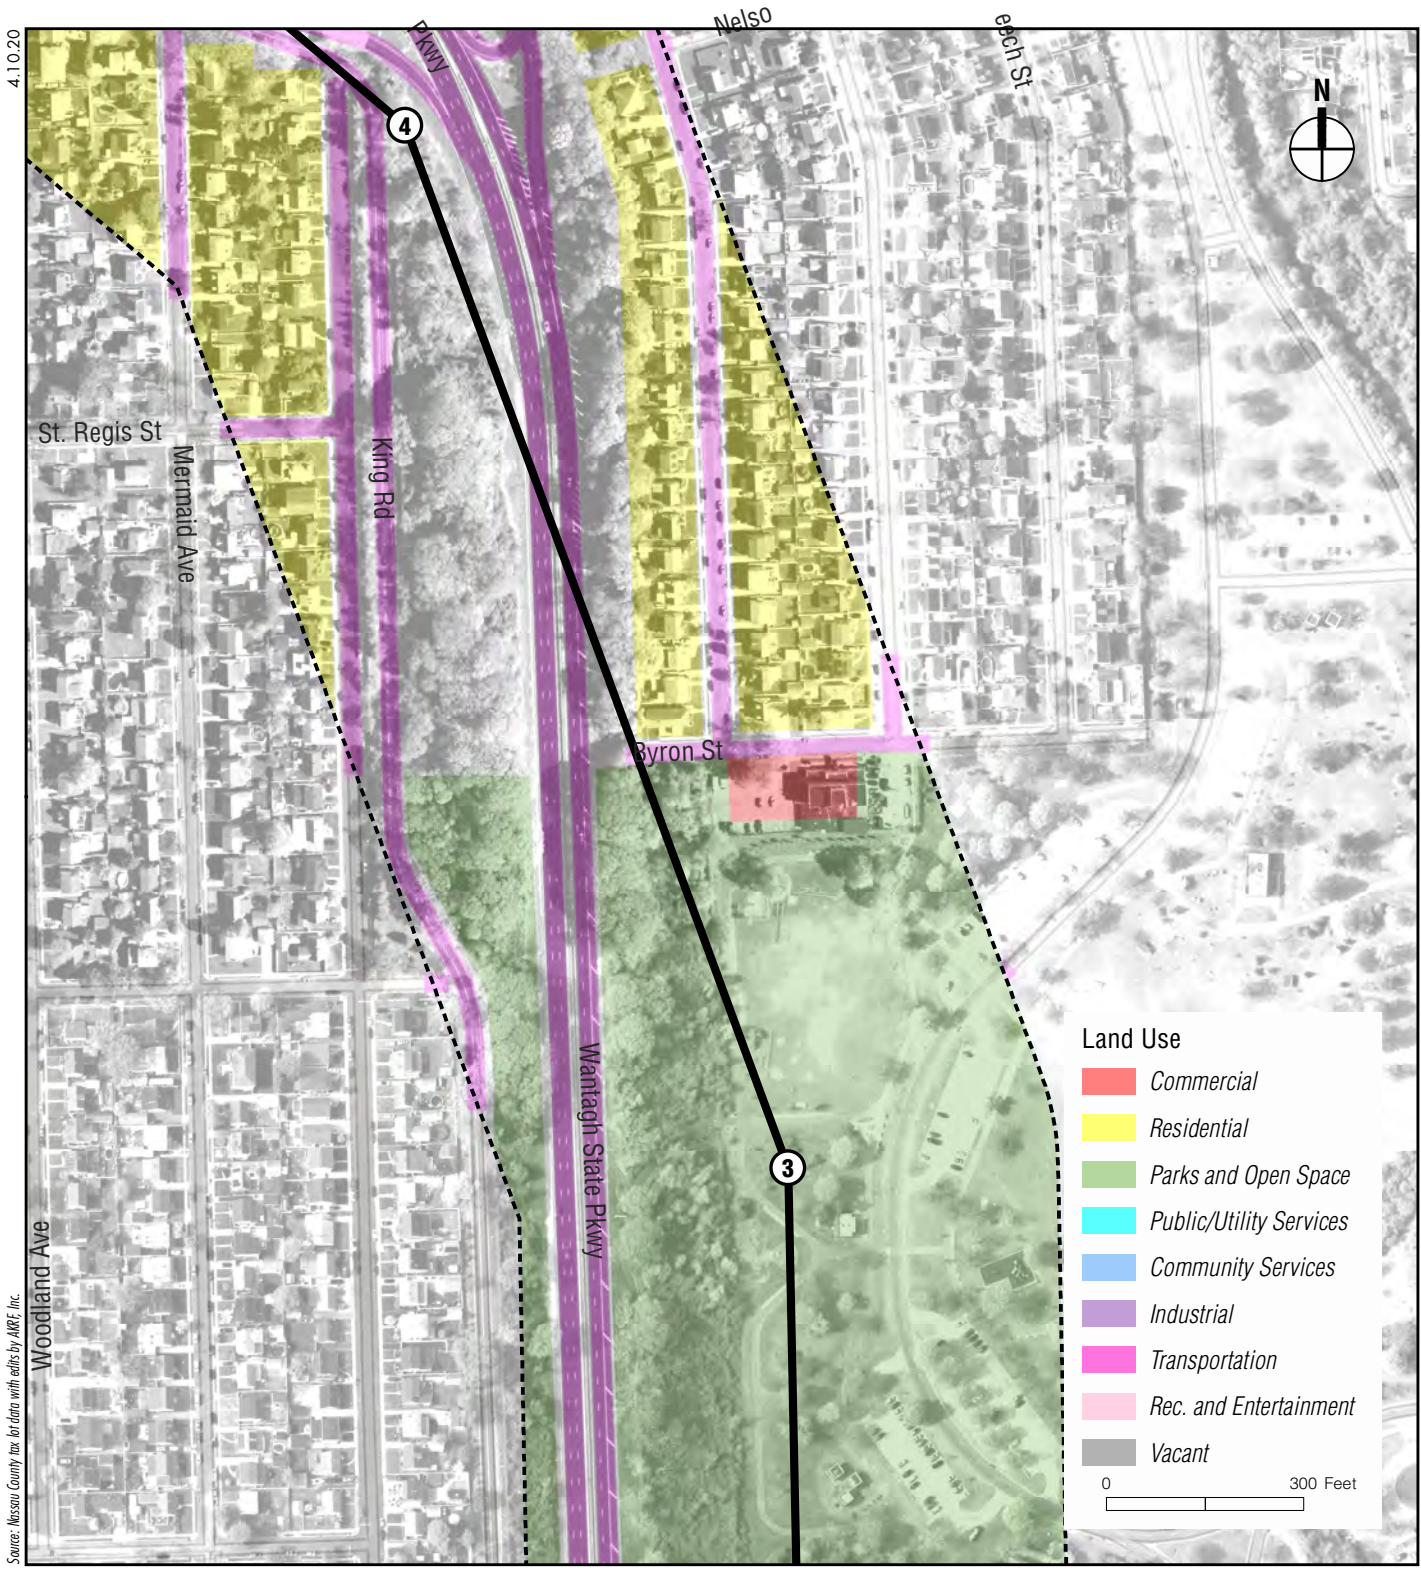 4.10.20
Pkwy
Nelso
eech St
N
4
St. Regis St
Mermaid Ave
King Rd
Byron St
Wantagh State Pkwy
3
Woodland Ave
Land Use
Commercial
Residential
Parks and Open Space
Public/Utility Services
Community Services
Industrial
Transportation
Rec. and Entertainment
Vacant
0 300 Feet
Source: Nassau County tax lot data with edits by AKRF, Inc.